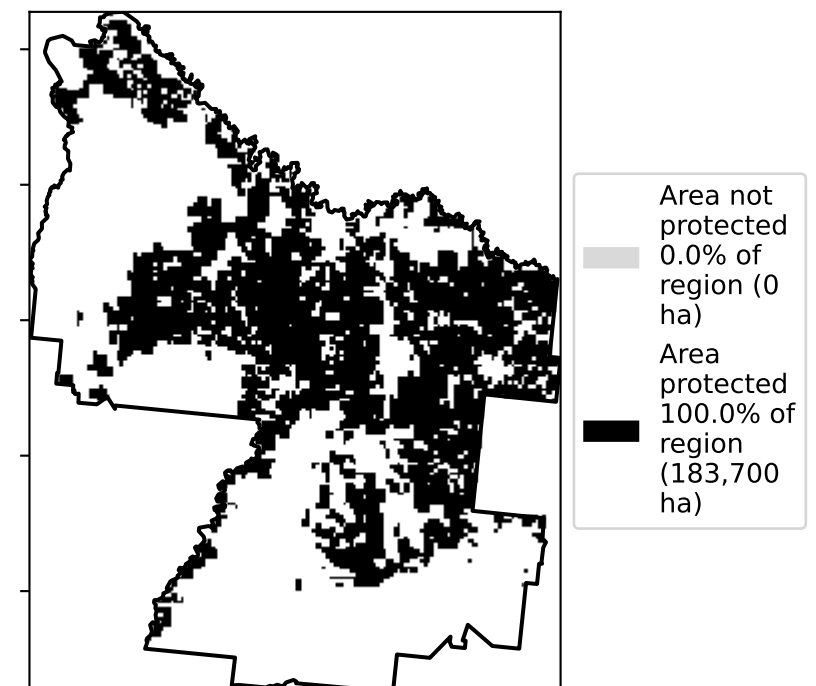 Area not
protected
0.0% of
region (0
ha)
Area
protected
100.0% of
region
(183,700
ha)